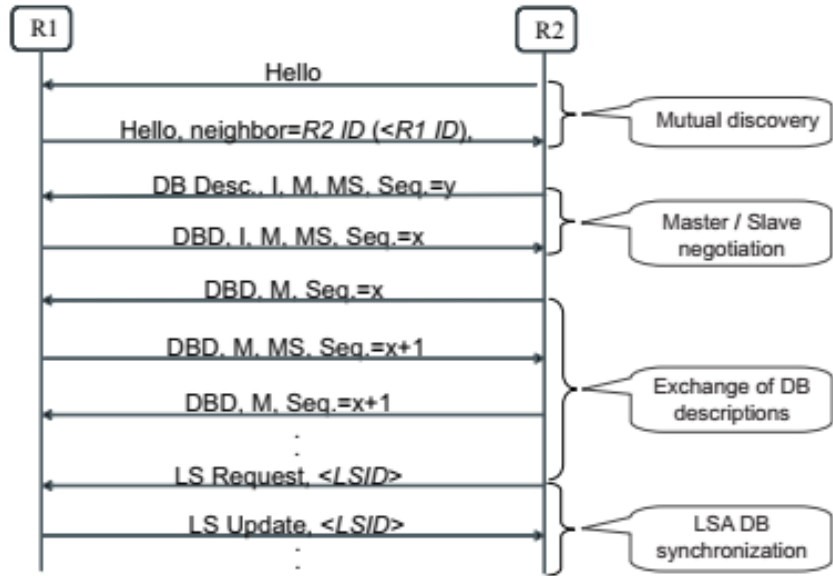 R1
R2
Hello
Hello, neighbor=R2 ID (<R1 ID),
Mutual discovery
DB Desc., I, M, MS, Seq.=y
DBD, I, M, MS, Seq.=x
Master / Slave
negotiation
DBD, M, Seq.=x
DBD, M, MS, Seq.=x+1
DBD, M, Seq.=x+1
Exchange of DB
descriptions
:
LS Request, <LSID>
LS Update, <LSID>
:
LSA DB
synchronization